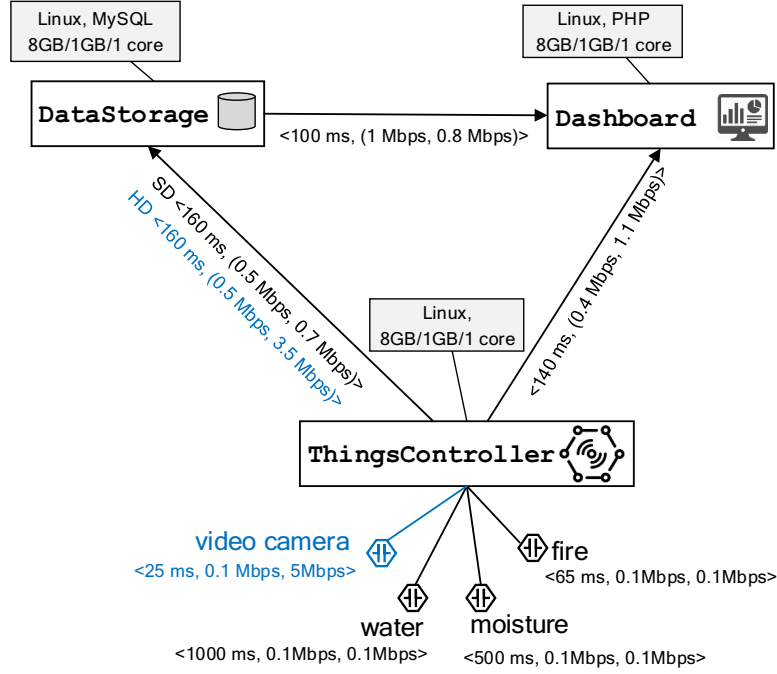 Linux, MySQL
8GB/1GB/1 core
Linux, PHP
8GB/1GB/1 core
DataStorage
Dashboard
<100 ms, (1 Mbps, 0.8 Mbps)>
SD <160 ms, (0.5 Mbps, 0.7 Mbps)>
HD <160 ms, (0.5 Mbps, 3.5 Mbps)>
<140 ms, (0.4 Mbps, 1.1 Mbps)>
Linux,
8GB/1GB/1 core
ThingsController
video camera
<25 ms, 0.1 Mbps, 5Mbps>
fire
<65 ms, 0.1Mbps, 0.1Mbps>
water
<1000 ms, 0.1Mbps, 0.1Mbps>
moisture
<500 ms, 0.1Mbps, 0.1Mbps>